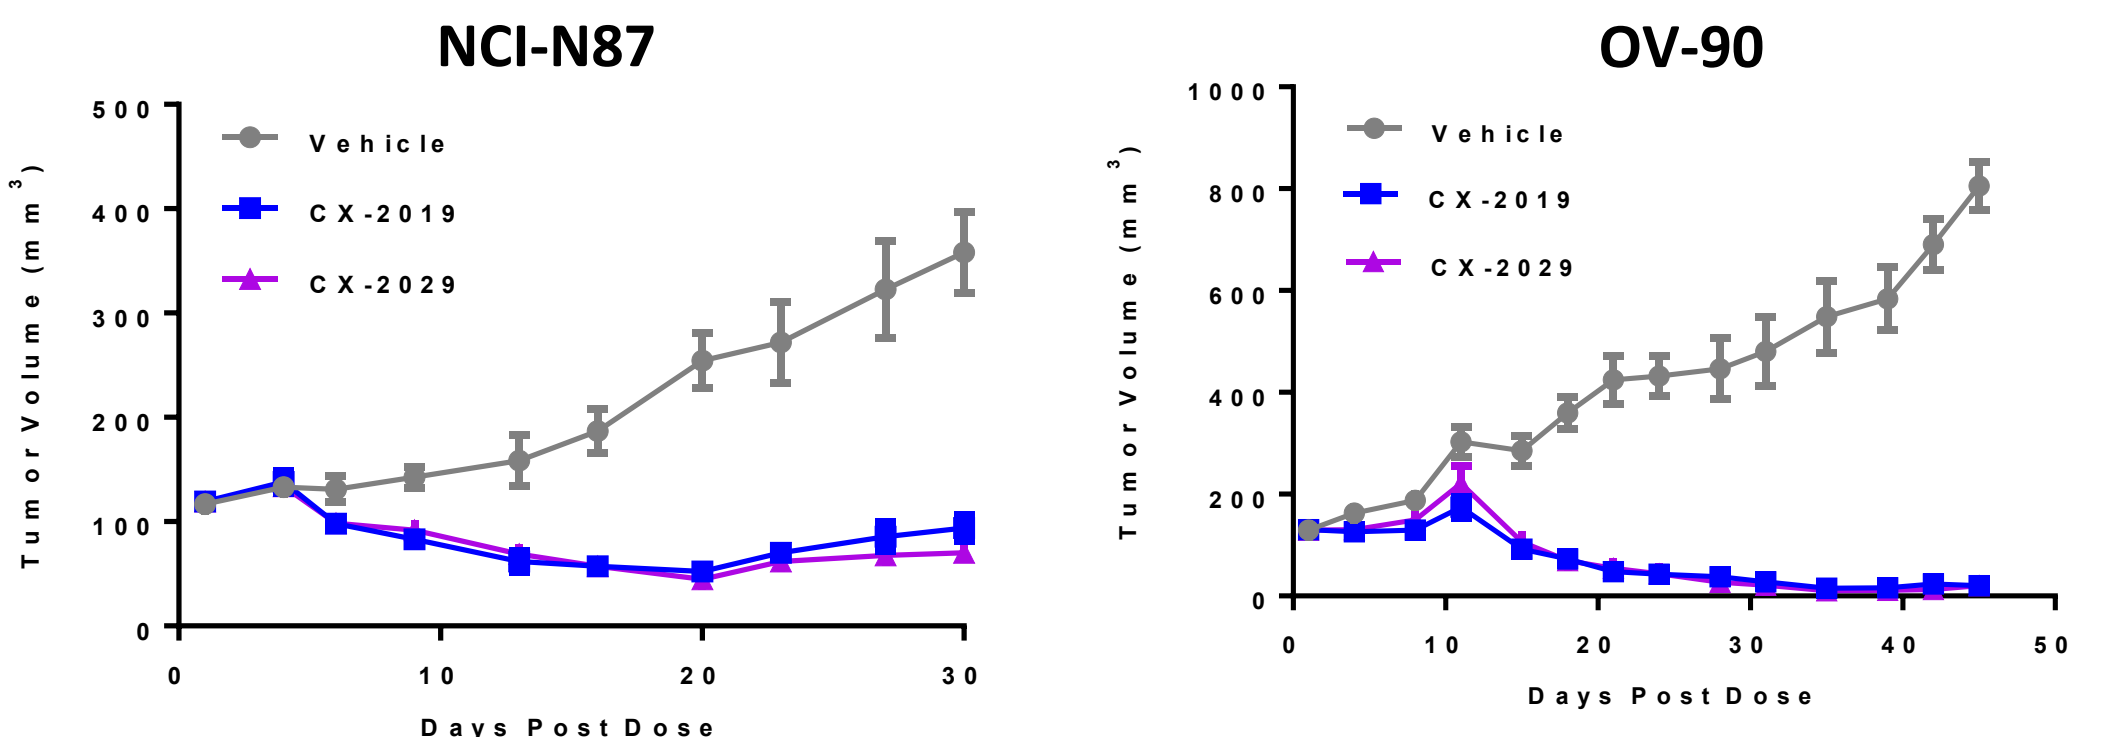 NCI-N87
500
400
300
200
100
0
Tumor Volume (mm³)
Vehicle
CX-2019
CX-2029
0 10 20 30
Days Post Dose
OV-90
1000
800
600
400
200
0
Tumor Volume (mm³)
Vehicle
CX-2019
CX-2029
0 10 20 30 40 50
Days Post Dose